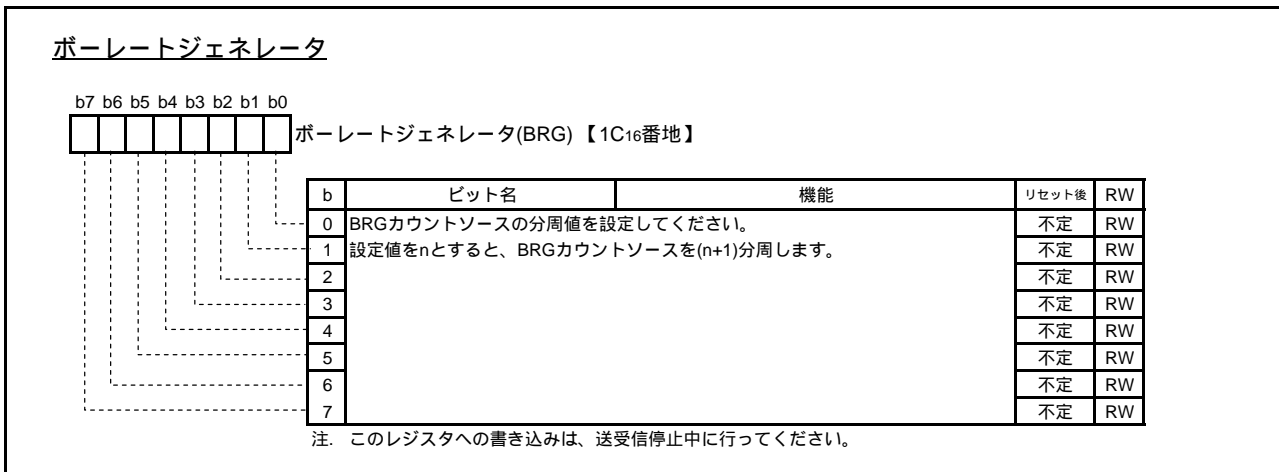 ボーレートジェネレータ
b7 b6 b5 b4 b3 b2 b1 b0
ボーレートジェネレータ(BRG)【1C16番地】
b ビット名 機能 リセット後 RW
0 BRGカウントソースの分周値を設定してください。 不定 RW
1 設定値をnとすると、BRGカウントソースを(n+1)分周します。 不定 RW
2 不定 RW
3 不定 RW
4 不定 RW
5 不定 RW
6 不定 RW
7 不定 RW
注. このレジスタへの書き込みは、送受信停止中に行ってください。